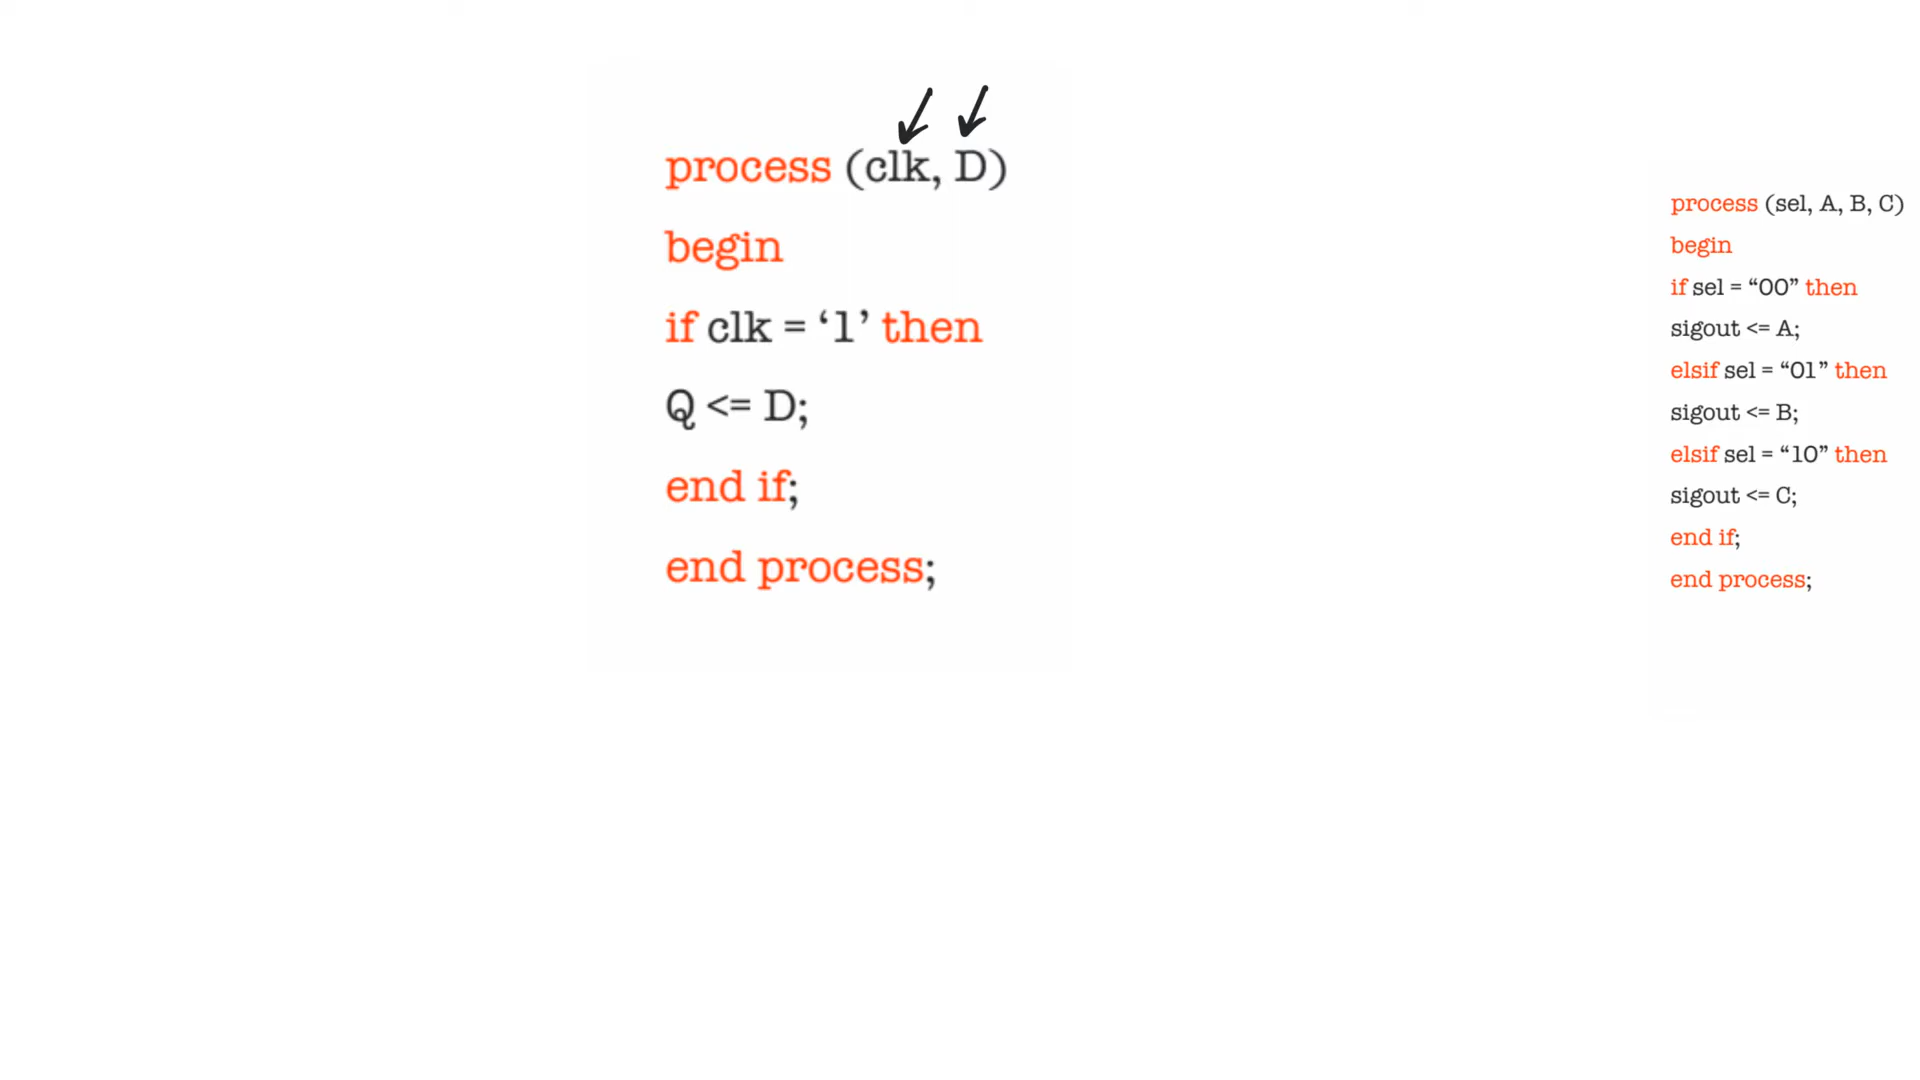 process (clk, D)
begin
if clk = ‘1’ then
Q <= D;
end if;
end process;
process (sel, A, B, C)
begin
if sel = “00” then
sigout <= A;
elsif sel = “01” then
sigout <= B;
elsif sel = “10” then
sigout <= C;
end if;
end process;